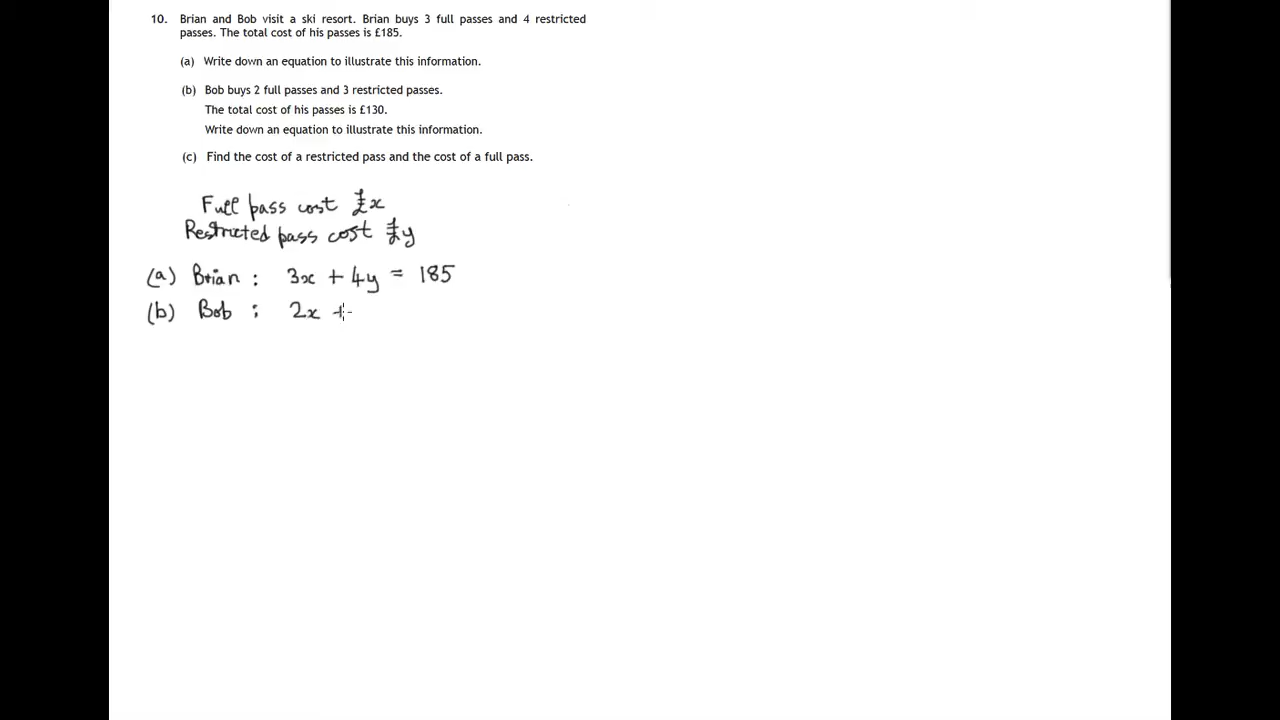 10. Brian and Bob visit a ski resort. Brian buys 3 full passes and 4 restricted
passes. The total cost of his passes is £185.
(a) Write down an equation to illustrate this information.
(b) Bob buys 2 full passes and 3 restricted passes.
The total cost of his passes is £130.
Write down an equation to illustrate this information.
(c) Find the cost of a restricted pass and the cost of a full pass.
Full pass cost £x
Restricted pass cost £y
(a) Brian : 3x + 4y = 185
(b) Bob : 2x +